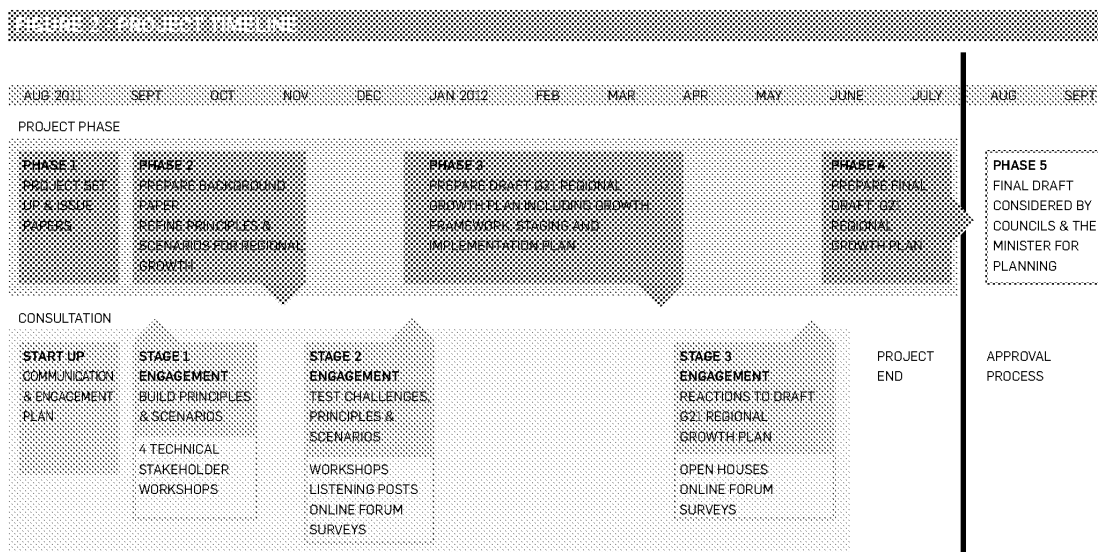 FIGURE 2 - PROJECT TIMELINE
AUG 2011 SEPT OCT NOV DEC JAN 2012 FEB MAR APR MAY JUNE JULY AUG SEPT
PROJECT PHASE
PHASE 1
PROJECT SET
UP & ISSUE
PAPERS
PHASE 2
PREPARE BACKGROUND
PAPER
REFINE PRINCIPLES &
SCENARIOS FOR REGIONAL
GROWTH
PHASE 3
PREPARE DRAFT G21 REGIONAL
GROWTH PLAN INCLUDING GROWTH
FRAMEWORK, STAGING AND
IMPLEMENTATION PLAN
PHASE 4
PREPARE FINAL
DRAFT G21
REGIONAL
GROWTH PLAN
PHASE 5
FINAL DRAFT
CONSIDERED BY
COUNCILS & THE
MINISTER FOR
PLANNING
CONSULTATION
START UP
COMMUNICATION
& ENGAGEMENT
PLAN
STAGE 1
ENGAGEMENT
BUILD PRINCIPLES
& SCENARIOS
4 TECHNICAL
STAKEHOLDER
WORKSHOPS
STAGE 2
ENGAGEMENT
TEST CHALLENGES,
PRINCIPLES &
SCENARIOS
WORKSHOPS
LISTENING POSTS
ONLINE FORUM
SURVEYS
STAGE 3
ENGAGEMENT
REACTIONS TO DRAFT
G21 REGIONAL
GROWTH PLAN
OPEN HOUSES
ONLINE FORUM
SURVEYS
PROJECT
END
APPROVAL
PROCESS